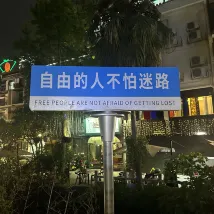 自由的人不怕迷路
FREE PEOPLE ARE NOT AFRAID OF GETTING LOST